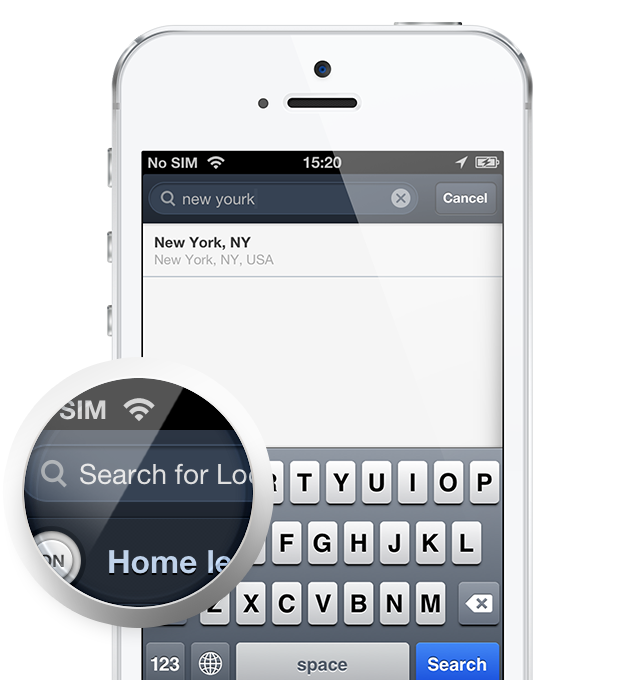 No SIM 15:20
new yourk Cancel
New York, NY
New York, NY, USA
SIM
Search for Lo
ON Home le
T Y U I O P
F G H J K L
Z X C V B N M
123 space Search